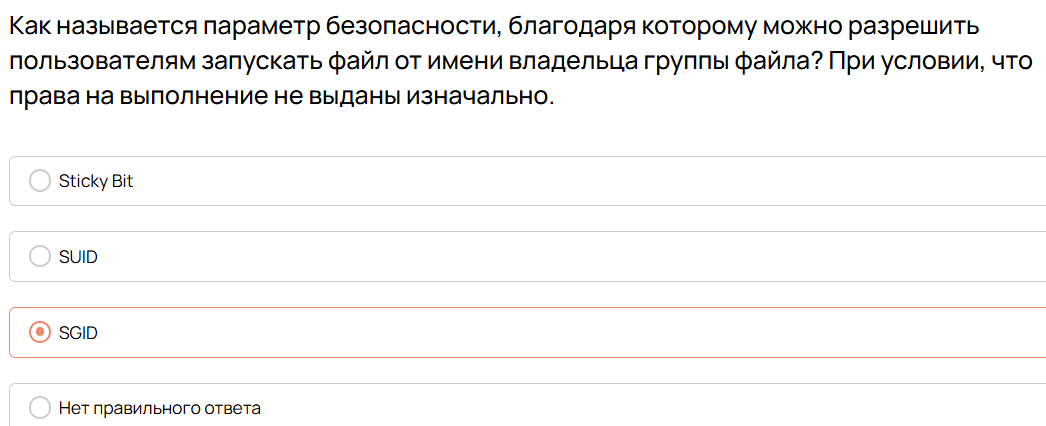 Как называется параметр безопасности, благодаря которому можно разрешить
пользователям запускать файл от имени владельца группы файла? При условии, что
права на выполнение не выданы изначально.
Sticky Bit
SUID
SGID
Нет правильного ответа